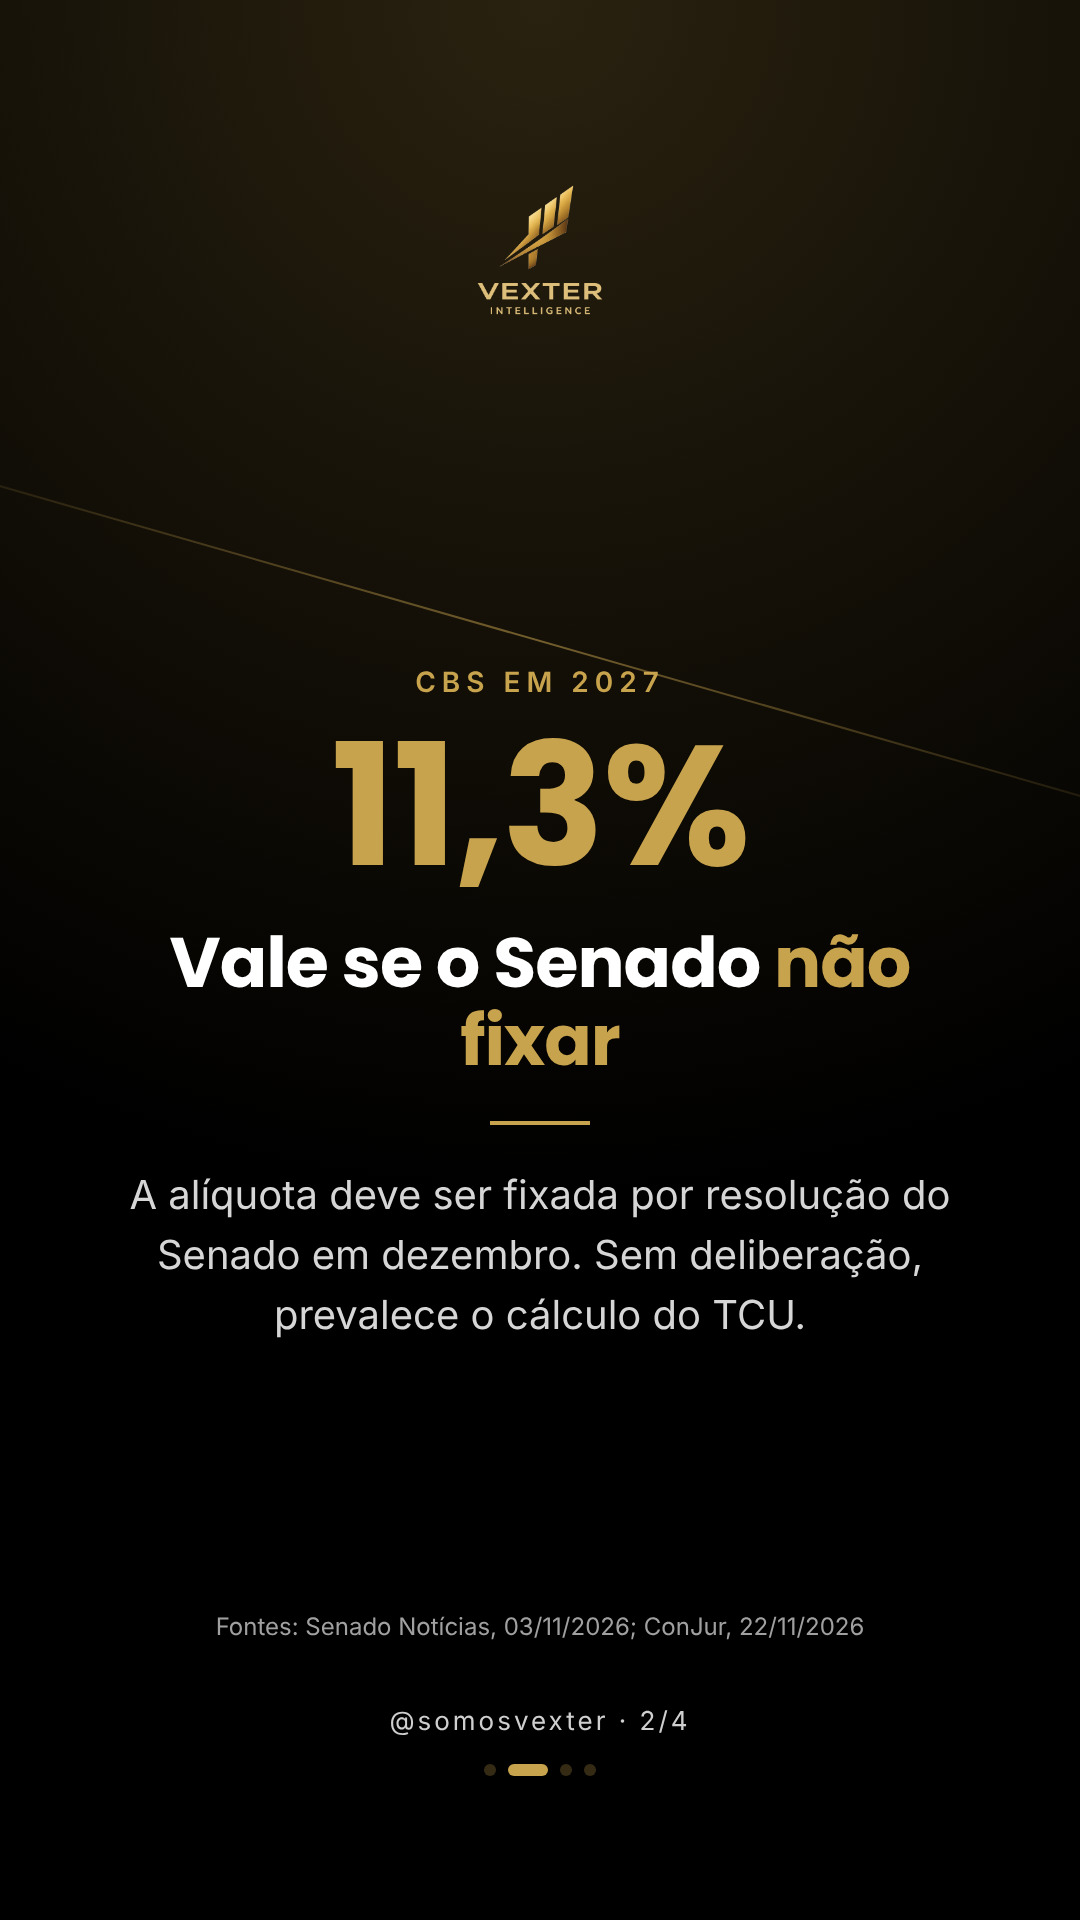 VEXTER
INTELLIGENCE
CBS EM 2027
11,3%
Vale se o Senado não
fixar
A alíquota deve ser fixada por resolução do
Senado em dezembro. Sem deliberação,
prevalece o cálculo do TCU.
Fontes: Senado Notícias, 03/11/2026; ConJur, 22/11/2026
@somosvexter · 2/4